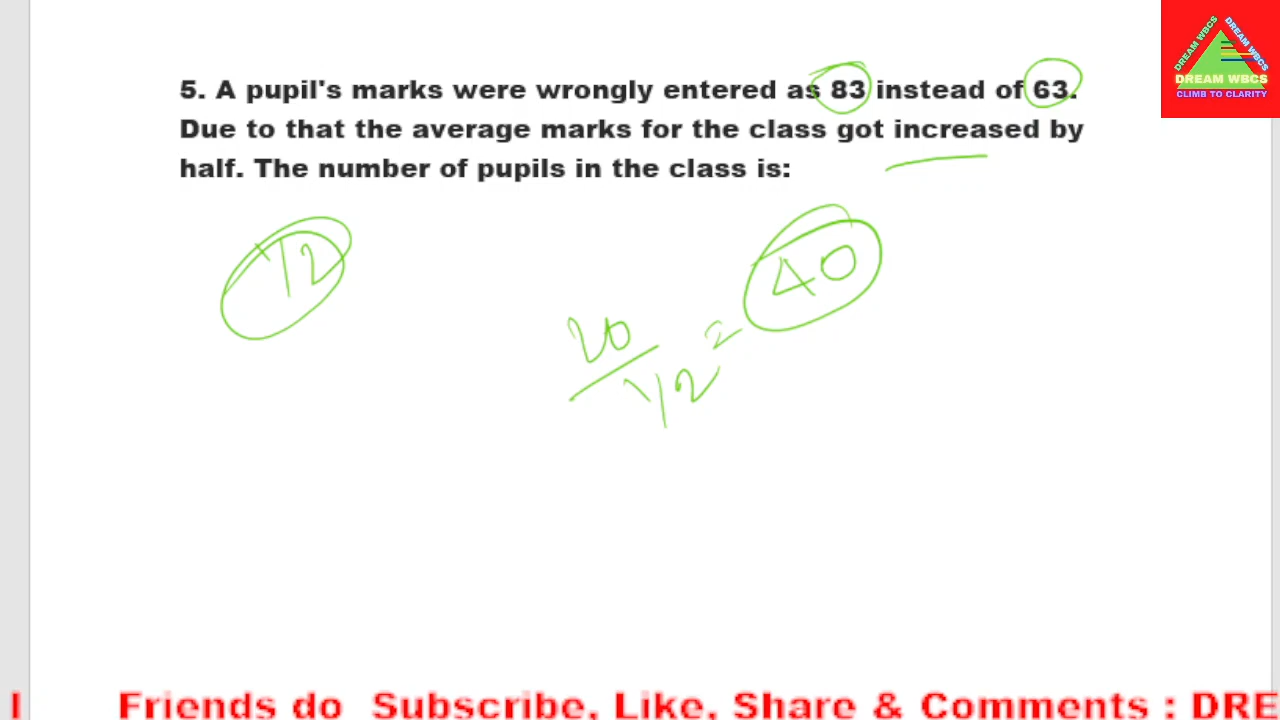 5. A pupil's marks were wrongly entered as 83 instead of 63.
Due to that the average marks for the class got increased by
half. The number of pupils in the class is:
1/2
20
1/2
= 40
DREAM WBCS
DREAM WBCS
DREAM WBCS
CLIMB TO CLARITY
Friends do Subscribe, Like, Share & Comments : DRE